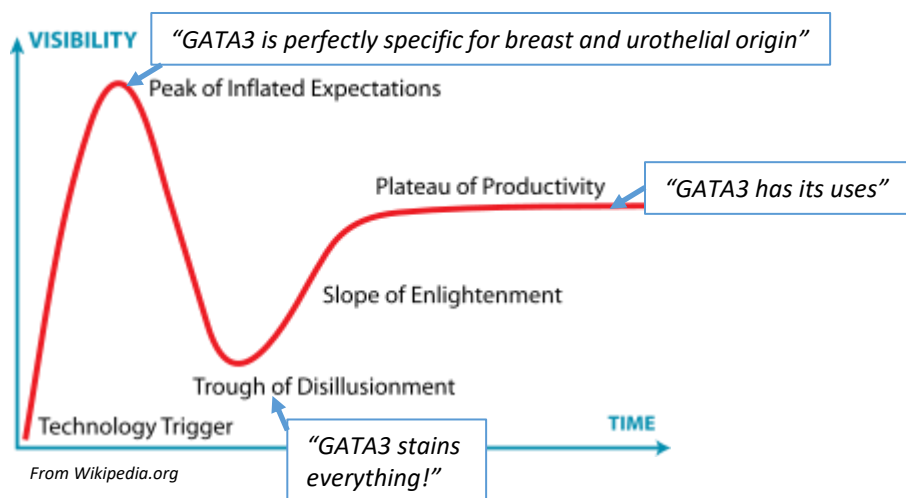 VISIBILITY
“GATA3 is perfectly specific for breast and urothelial origin”
Peak of Inflated Expectations
Plateau of Productivity
“GATA3 has its uses”
Slope of Enlightenment
Trough of Disillusionment
Technology Trigger
TIME
“GATA3 stains
everything!”
From Wikipedia.org